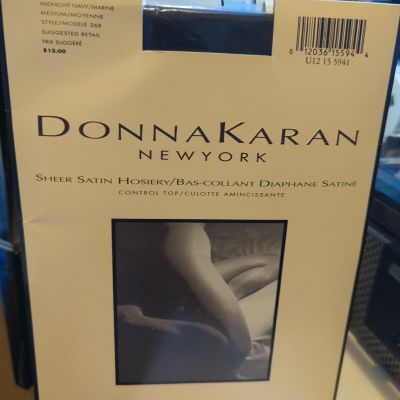 MIDNIGHT NAVY/MARINE
MEDIUM/MOYENNE
STYLE/MODÈLE 265
SUGGESTED RETAIL
PRIX SUGGÉRÉ
$12.00
0 12036 15594 4
U12 15 5941
DONNAKARAN
NEWYORK
SHEER SATIN HOSIERY/BAS-COLLANT DIAPHANE SATINÉ
CONTROL TOP/CULOTTE AMINCISSANTE